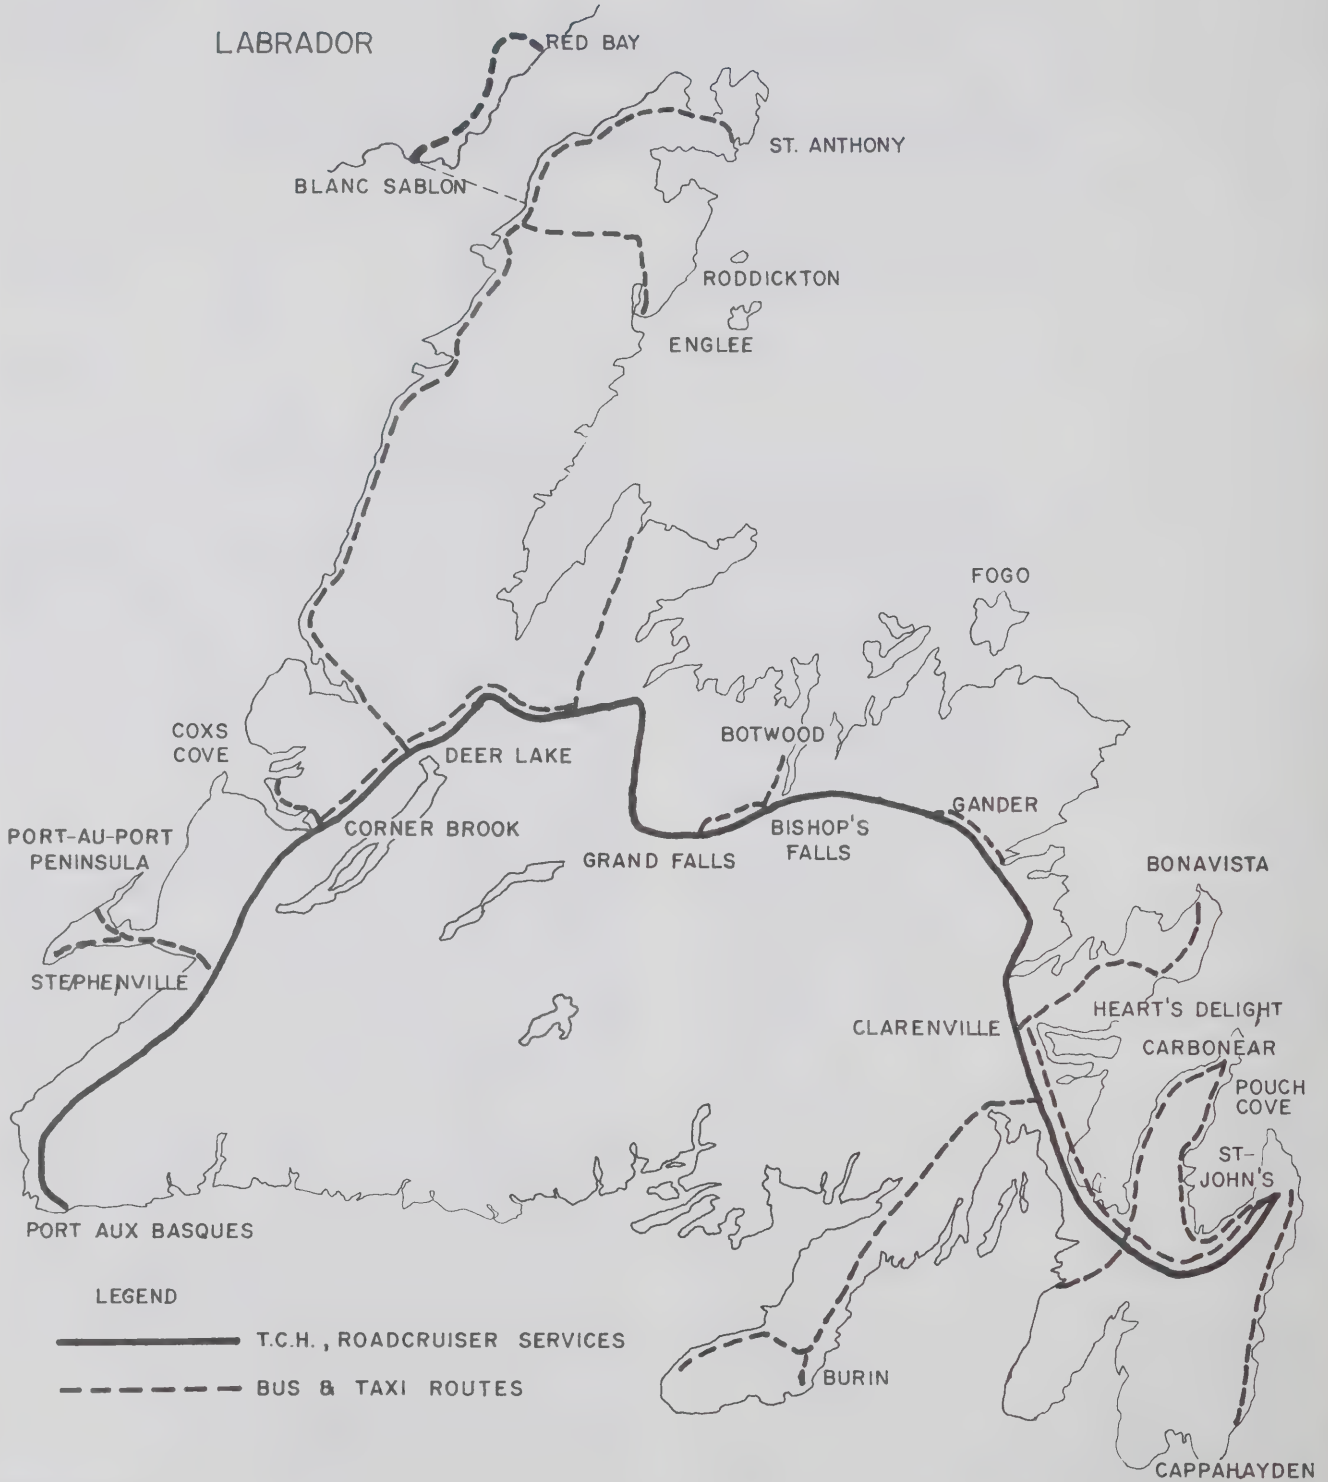 LABRADOR
RED BAY
ST. ANTHONY
BLANC SABLON
RODDICKTON
ENGLEE
FOGO
COXS
COVE
DEER LAKE
BOTWOOD
CORNER BROOK
GANDER
PORT-AU-PORT
PENINSULA
GRAND FALLS
BISHOP'S
FALLS
BONAVISTA
STEPHENVILLE
HEART'S DELIGHT
CLARENVILLE
CARBONEAR
POUCH
COVE
ST-
JOHN'S
PORT AUX BASQUES
LEGEND
T.C.H., ROADCRUISER SERVICES
BUS & TAXI ROUTES
BURIN
CAPPAHAYDEN